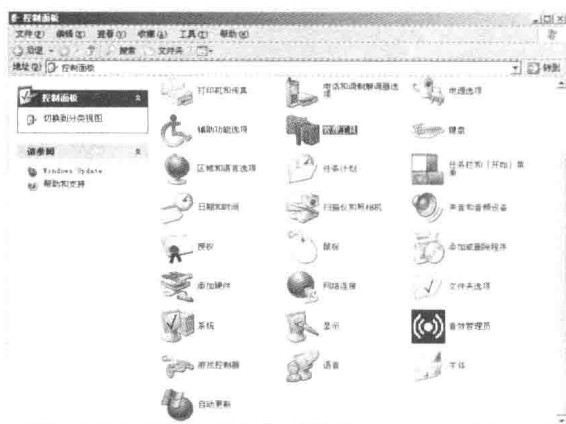 控制面板
文件(F) 编辑(E) 查看(V) 收藏(A) 工具(T) 帮助(H)
后退 搜索 文件夹
地址(D) 控制面板 转到
控制面板
切换到分类视图
请参阅
Windows Update
帮助和支持
打印机和传真
电话和调制解调器选项
电源选项
辅助功能选项
键盘
区域和语言选项
任务计划
任务栏和「开始」菜单
日期和时间
扫描仪和照相机
声音和音频设备
授权
鼠标
添加或删除程序
添加硬件
网络连接
文件夹选项
系统
显示
音效管理员
游戏控制器
语音
字体
自动更新